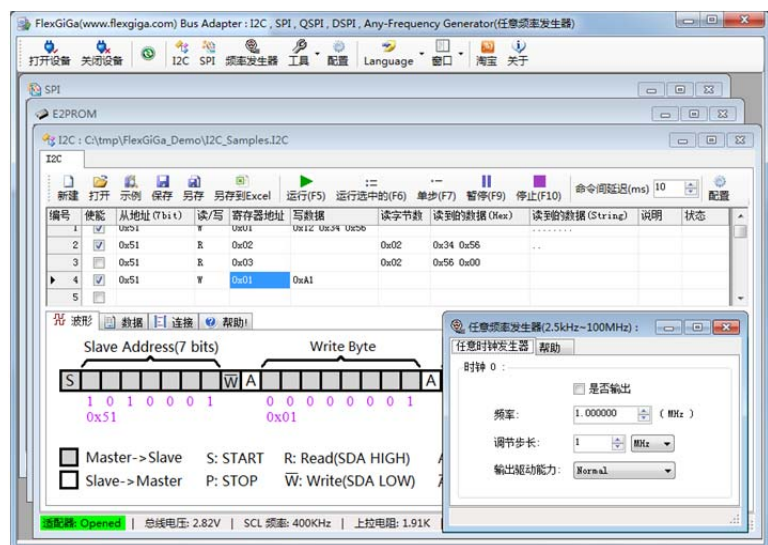 FlexGiGa(www.flexgiga.com) Bus Adapter : I2C , SPI , QSPI , DSPI , Any-Frequency Generator(任意频率发生器)
打开设备 关闭设备 I2C SPI 频率发生器 工具 配置 Language 窗口 淘宝 关于
SPI
E2PROM
I2C : C:\tmp\FlexGiGa_Demo\I2C_Samples.I2C
I2C
新建 打开 示例 保存 另存 另存到Excel 运行(F5) 运行选中的(F6) 单步(F7) 暂停(F9) 停止(F10) 命令间延迟(ms) 10 配置
编号 使能 从地址(7bit) 读/写 寄存器地址 写数据 读字节数 读到的数据(Hex) 读到的数据(String) 说明 状态
1 0x51 W 0x01 0x12 0x34 0x56 ........
2 0x51 R 0x02 0x02 0x34 0x56 ..
3 0x51 R 0x03 0x02 0x56 0x00
4 0x51 W 0x01 0xA1
5
波形 数据 连接 帮助!
Slave Address(7 bits) Write Byte
S W A A
1 0 1 0 0 0 1 0 0 0 0 0 0 0 1
0x51 0x01
Master->Slave S: START R: Read(SDA HIGH)
Slave->Master P: STOP W: Write(SDA LOW)
任意频率发生器(2.5kHz~100MHz) :
任意时钟发生器 帮助
时钟 0 :
是否输出
频率: 1.000000 ( MHz )
调节步长: 1 MHz
输出驱动能力: Normal
适配器: Opened | 总线电压: 2.82V | SCL 频率: 400KHz | 上拉电阻: 1.91K